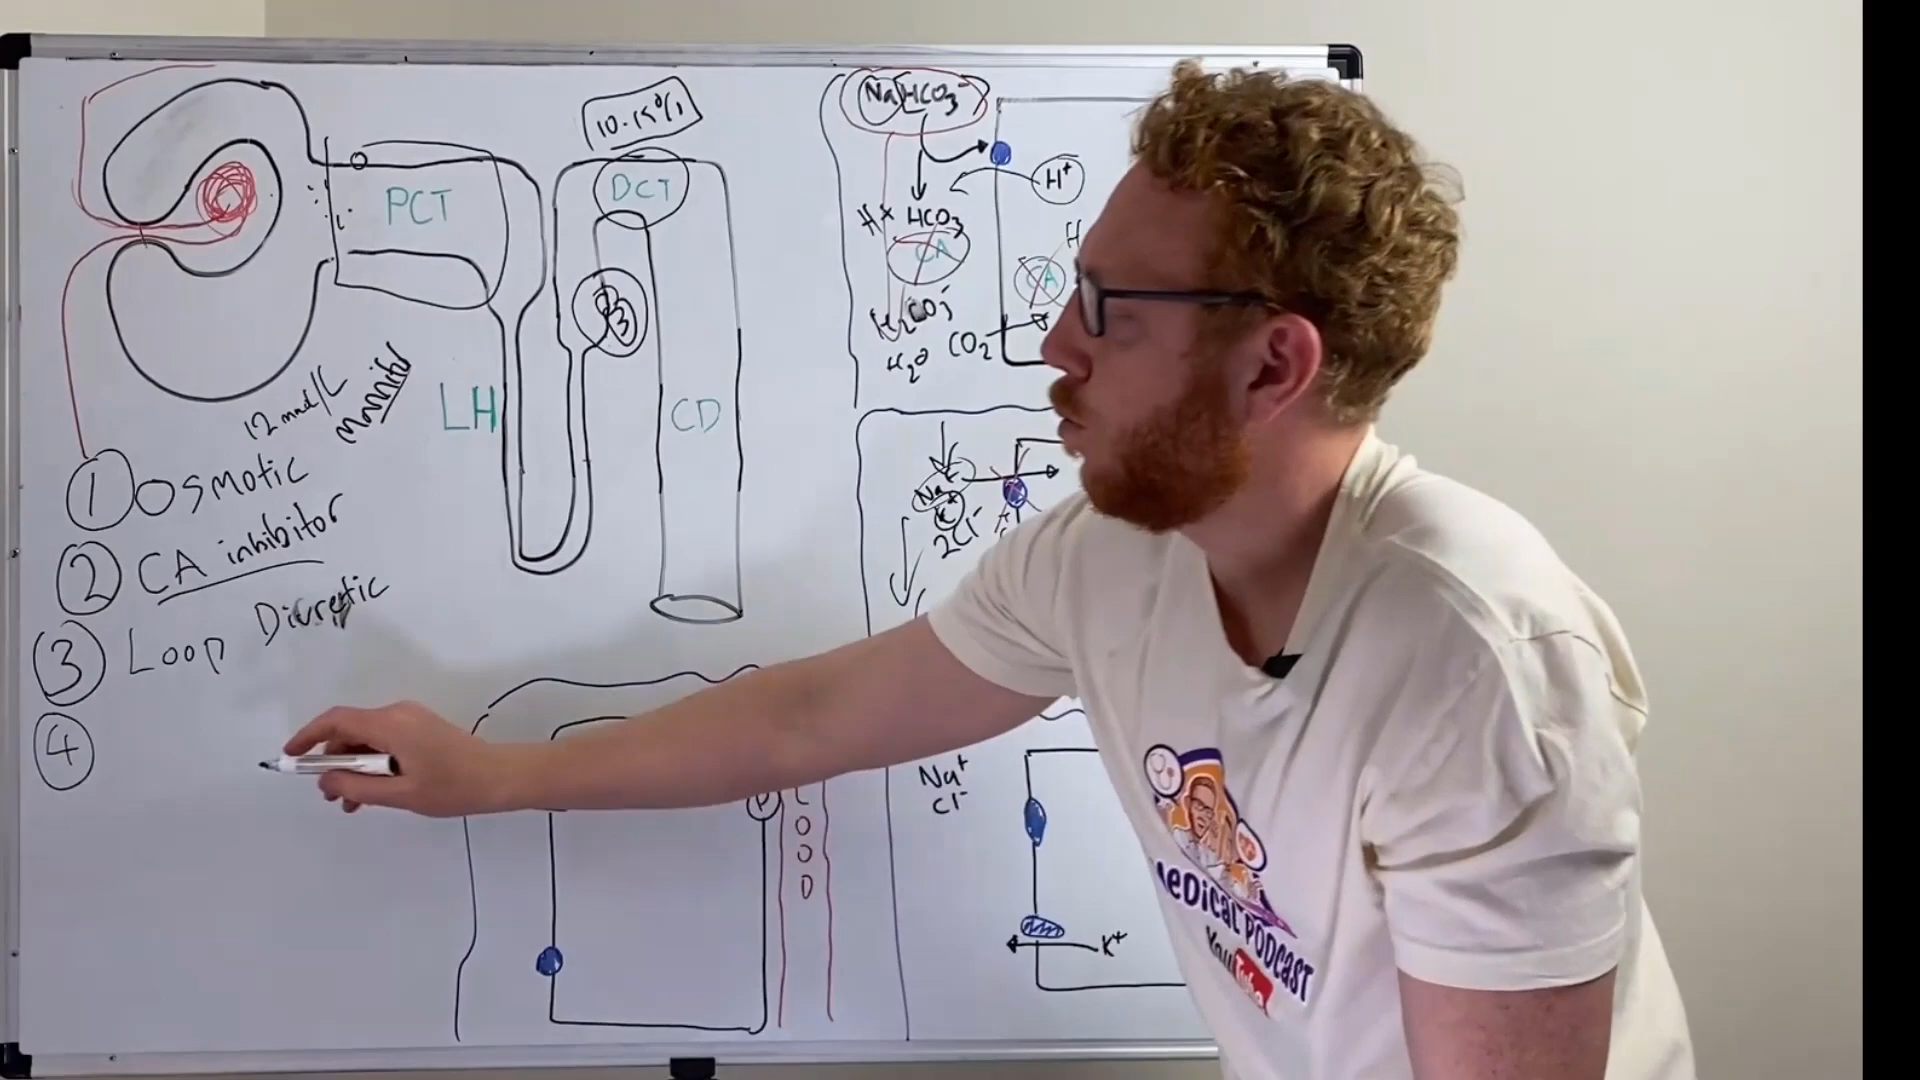 10-15%
PCT
DCT
LH
CD
12 mmol/L
Mannitol
1 Osmotic
2 CA inhibitor
3 Loop Diuretic
4
3
Na HCO3-
H+
H+ HCO3
CA
CA
H
H2CO3-
H2O CO2
Na+
K+
2Cl-
Na+
Cl-
K+
P
L
O
O
D
MEDICAL PODCAST
YouTube